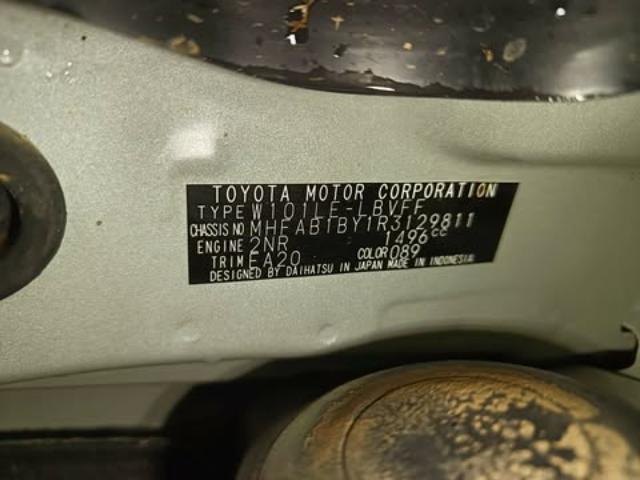 TOYOTA MOTOR CORPORATION
TYPE W101LE-LBVFF
CHASSIS NO MHFAB1BY1R3129811
ENGINE 2NR 1496cc
TRIM EA20 COLOR 089
DESIGNED BY DAIHATSU IN JAPAN MADE IN INDONESIA